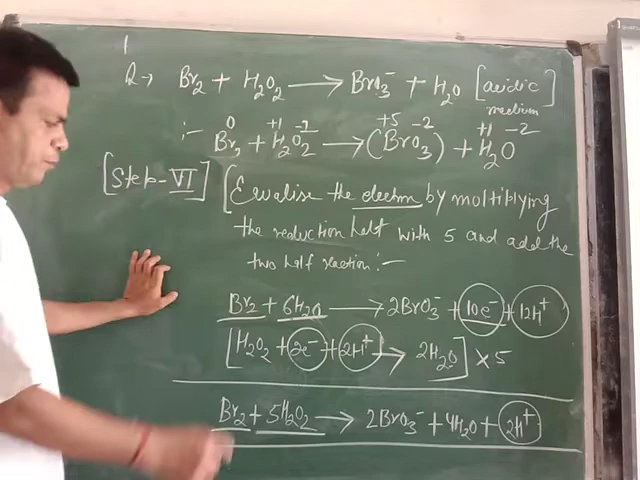 Q→ Br₂ + H₂O₂ ⟶ BrO₃⁻ + H₂O [acidic medium]
0 +1 -2 +5 -2 +1 -2
:- Br₂ + H₂O₂ ⟶ (BrO₃⁻) + H₂O
[Step-VI] [Equalise the electron by multiplying
the reduction half with 5 and add the
two half reaction :-
Br₂ + 6H₂O ⟶ 2BrO₃⁻ + 10e⁻ + 12H⁺
[H₂O₂ + 2e⁻ + 2H⁺ → 2H₂O] × 5
Br₂ + 5H₂O₂ ⟶ 2BrO₃⁻ + 4H₂O + 2H⁺